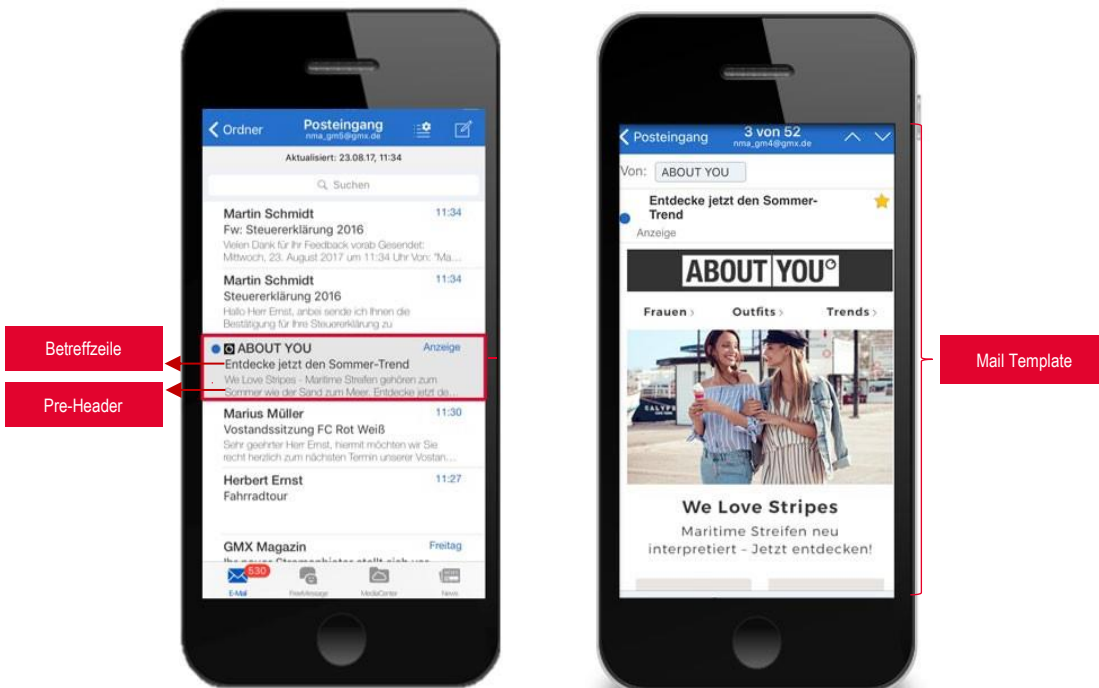 Betreffzeile
Pre-Header
Ordner
Posteingang
nma_gm5@gmx.de
Aktualisiert: 23.08.17, 11:34
Suchen
Martin Schmidt 11:34
Fw: Steuererklärung 2016
Vielen Dank für Ihr Feedback vorab Gesendet:
Mittwoch, 23. August 2017 um 11:34 Uhr Von: "Ma...
Martin Schmidt 11:34
Steuererklärung 2016
Hallo Herr Ernst, anbei sende ich Ihnen die
Bestätigung für Ihre Steuererklärung zu
ABOUT YOU Anzeige
Entdecke jetzt den Sommer-Trend
We Love Stripes - Maritime Streifen gehören zum
Sommer wie der Sand zum Meer. Entdecke jetzt de...
Marius Müller 11:30
Vostandssitzung FC Rot Weiß
Sehr geehrter Herr Ernst, hiermit möchten wir Sie
recht herzlich zum nächsten Termin unserer Vostan...
Herbert Ernst 11:27
Fahrradtour
GMX Magazin Freitag
530
E-Mail FreeMessage MediaCenter News
Posteingang
3 von 52
nma_gm4@gmx.de
Von: ABOUT YOU
Entdecke jetzt den Sommer-
Trend
Anzeige
ABOUT YOU°
Frauen › Outfits › Trends ›
We Love Stripes
Maritime Streifen neu
interpretiert – Jetzt entdecken!
Mail Template